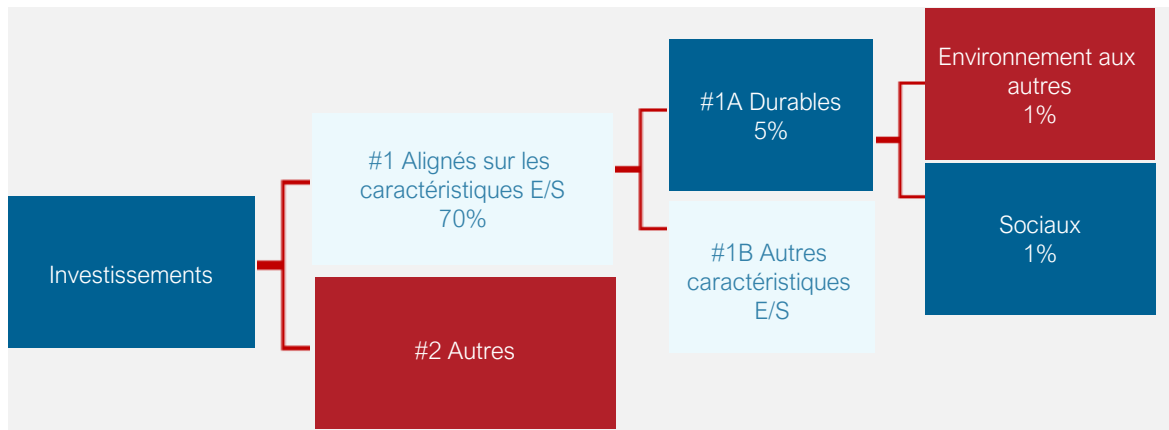 Investissements
#1 Alignés sur les
caractéristiques E/S
70%
#2 Autres
#1A Durables
5%
#1B Autres
caractéristiques
E/S
Environnement aux
autres
1%
Sociaux
1%